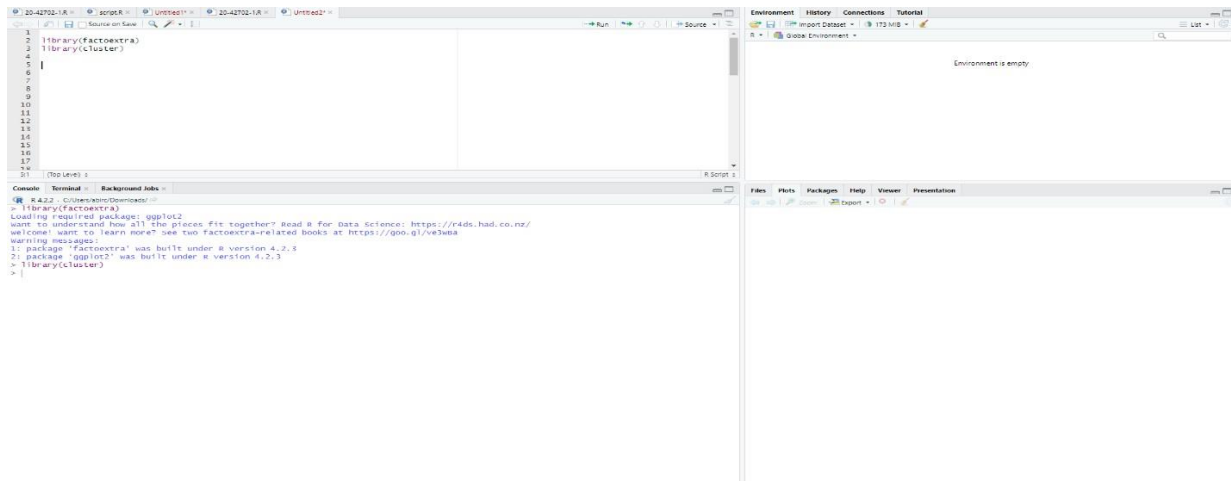 20-42702-1.R × script.R × Untitled1* × 20-42702-1.R × Untitled2* ×
Source on Save Run Source
1
2 library(factoextra)
3 library(cluster)
4
5
6
7
8
9
10
11
12
13
14
15
16
17
5:1 (Top Level) R Script
Console Terminal × Background Jobs ×
R 4.2.2 · C:/Users/abirc/Downloads/
> library(factoextra)
Loading required package: ggplot2
Want to understand how all the pieces fit together? Read R for Data Science: https://r4ds.had.co.nz/
Welcome! Want to learn more? See two factoextra-related books at https://goo.gl/ve3WBa
Warning messages:
1: package 'factoextra' was built under R version 4.2.3
2: package 'ggplot2' was built under R version 4.2.3
> library(cluster)
>
Environment History Connections Tutorial
Import Dataset 173 MiB List
R Global Environment
Environment is empty
Files Plots Packages Help Viewer Presentation
Zoom Export